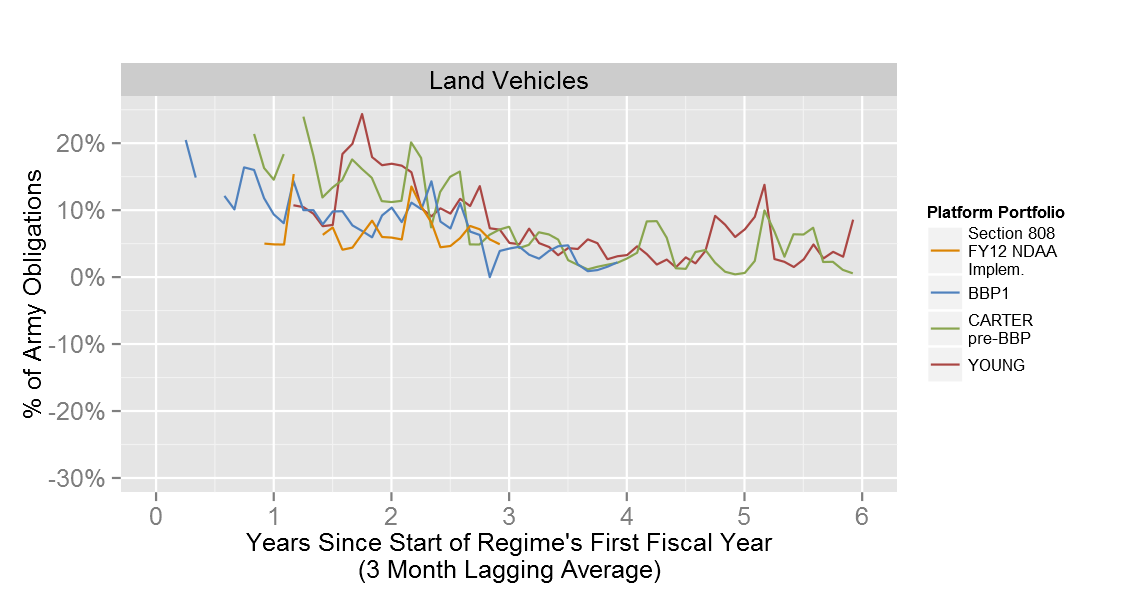 Land Vehicles
% of Army Obligations
20%
10%
0%
-10%
-20%
-30%
0 1 2 3 4 5 6
Years Since Start of Regime's First Fiscal Year
(3 Month Lagging Average)
Platform Portfolio
Section 808
FY12 NDAA
Implem.
BBP1
CARTER
pre-BBP
YOUNG